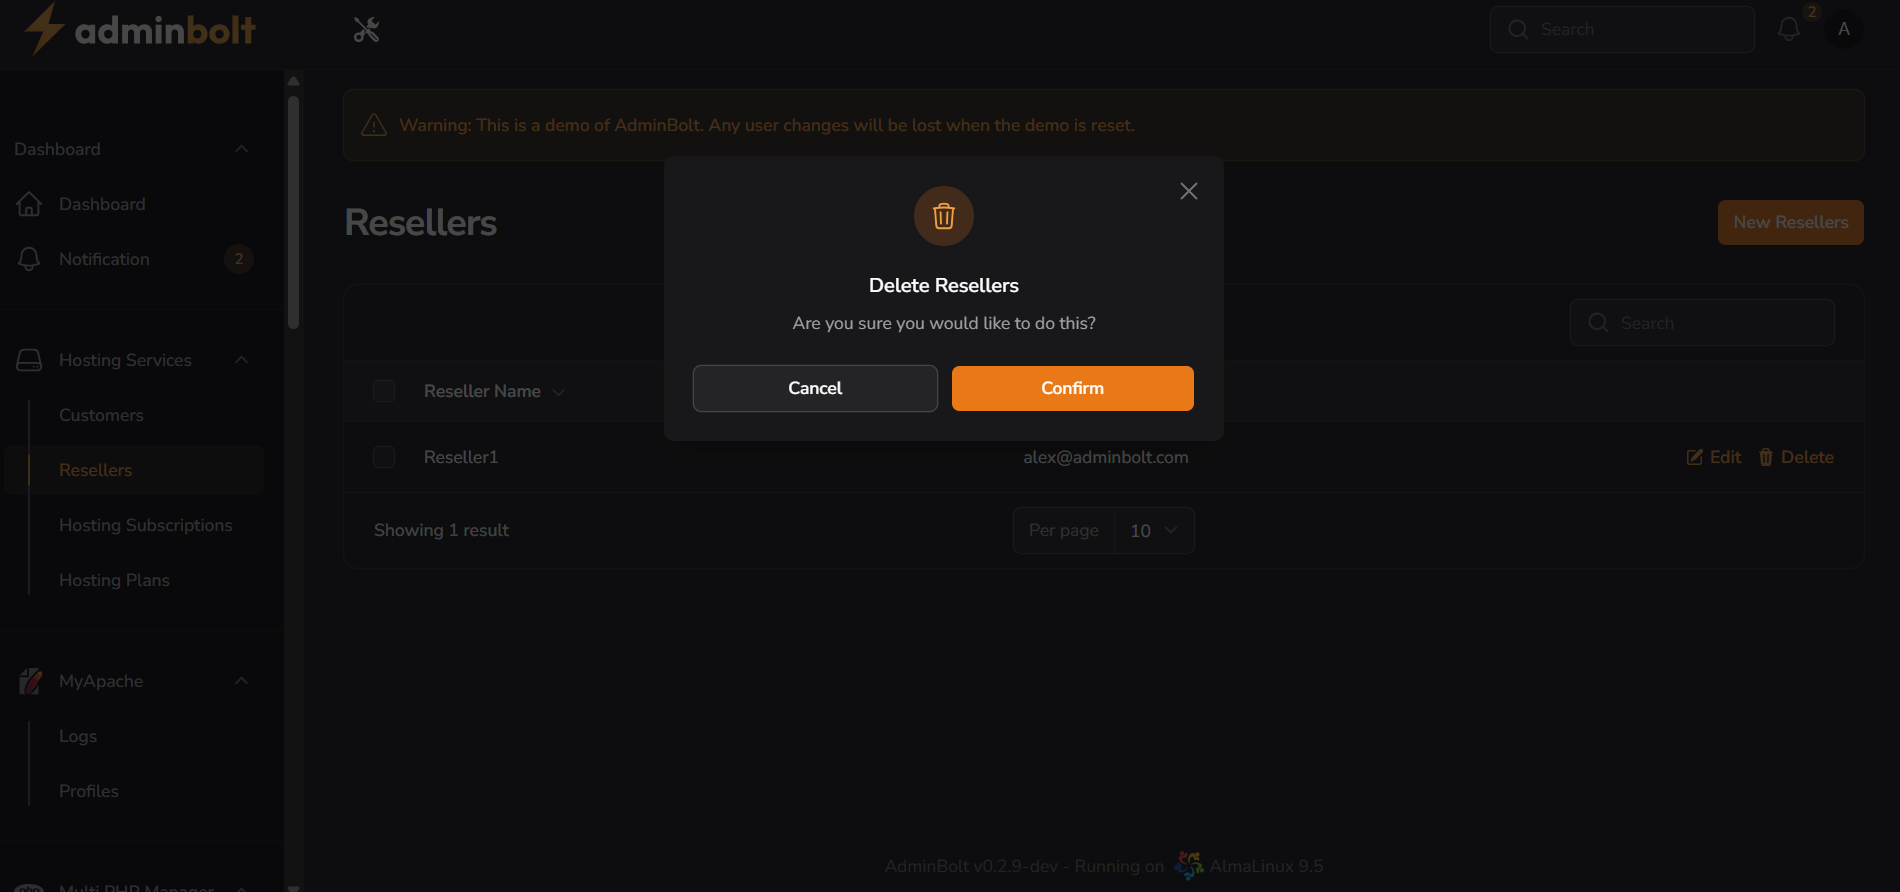 adminbolt
Search
2
A
Warning: This is a demo of AdminBolt. Any user changes will be lost when the demo is reset.
Dashboard
Dashboard
Notification
2
Hosting Services
Customers
Resellers
Hosting Subscriptions
Hosting Plans
MyApache
Logs
Profiles
Multi PHP Manager
Resellers
New Resellers
Search
Reseller Name
Reseller1
alex@adminbolt.com
Edit
Delete
Showing 1 result
Per page
10
Delete Resellers
Are you sure you would like to do this?
Cancel
Confirm
AdminBolt v0.2.9-dev - Running on AlmaLinux 9.5